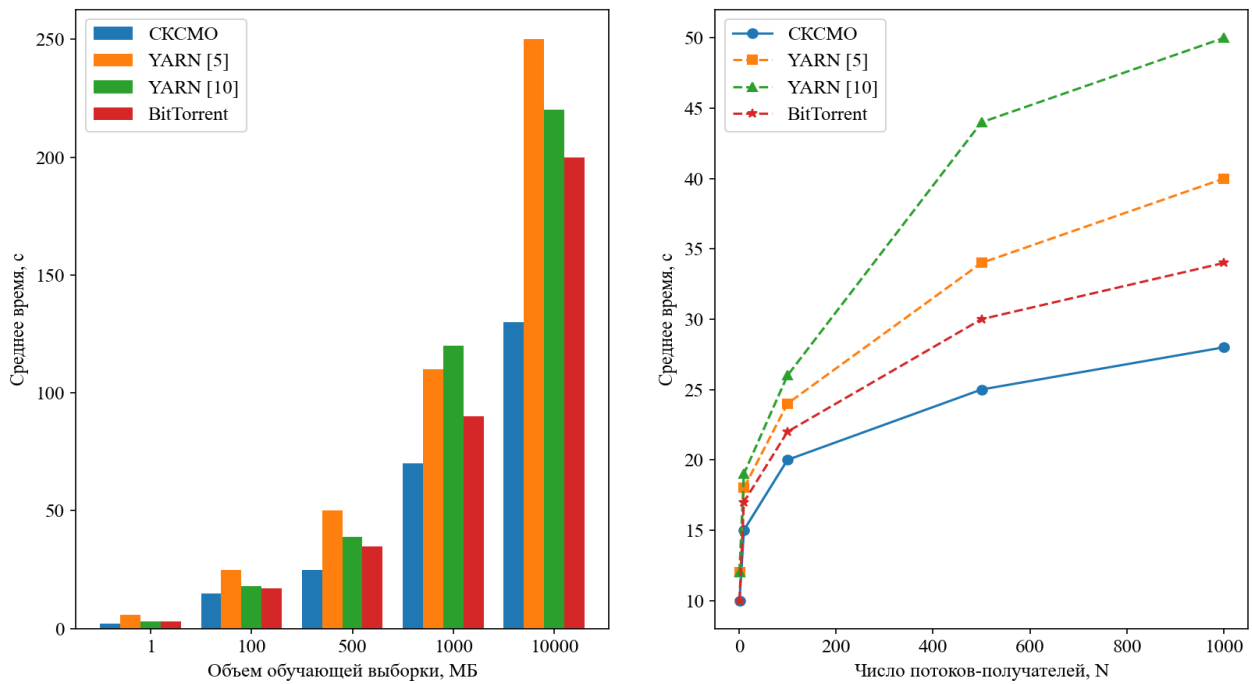 СКСМО
YARN [5]
YARN [10]
BitTorrent
250
200
150
100
50
0
Среднее время, с
1
100
500
1000
10000
Объем обучающей выборки, МБ
СКСМО
YARN [5]
YARN [10]
BitTorrent
50
45
40
35
30
25
20
15
10
Среднее время, с
0
200
400
600
800
1000
Число потоков-получателей, N